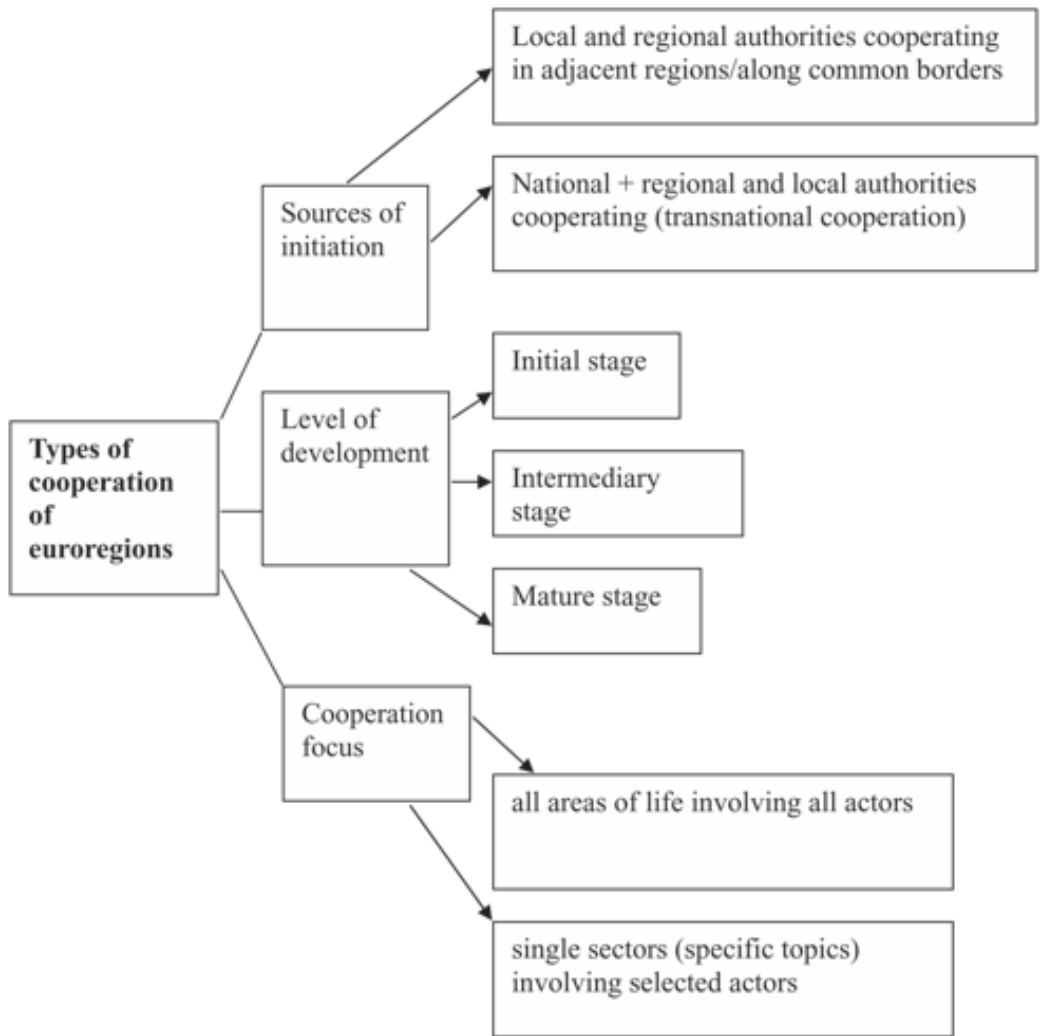 Local and regional authorities cooperating
in adjacent regions/along common borders
National + regional and local authorities
cooperating (transnational cooperation)
Sources of
initiation
Initial stage
Level of
development
Types of
cooperation
of
euroregions
Intermediary
stage
Mature stage
Cooperation
focus
all areas of life involving all actors
single sectors (specific topics)
involving selected actors